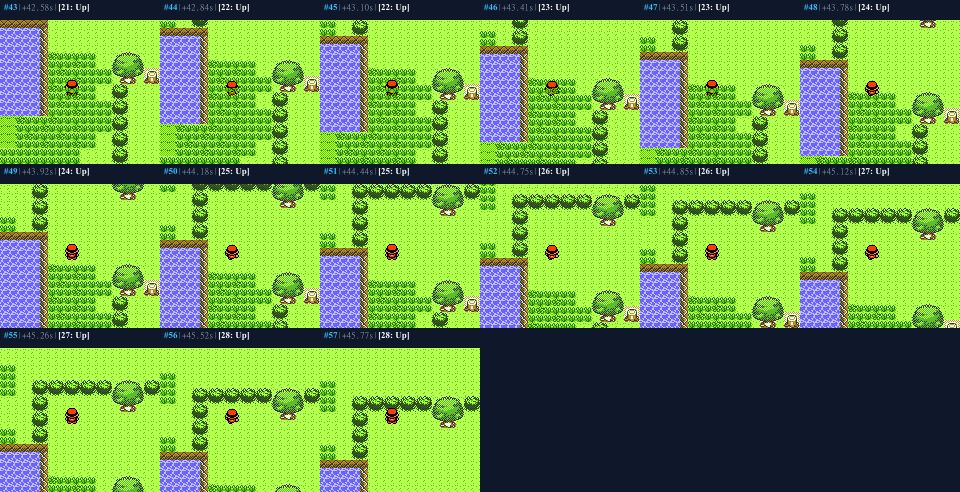 #43|+42.58s|[21: Up]
#44|+42.84s|[22: Up]
#45|+43.10s|[22: Up]
#46|+43.41s|[23: Up]
#47|+43.51s|[23: Up]
#48|+43.78s|[24: Up]
#49|+43.92s|[24: Up]
#50|+44.18s|[25: Up]
#51|+44.44s|[25: Up]
#52|+44.75s|[26: Up]
#53|+44.85s|[26: Up]
#54|+45.12s|[27: Up]
#55|+45.26s|[27: Up]
#56|+45.52s|[28: Up]
#57|+45.77s|[28: Up]